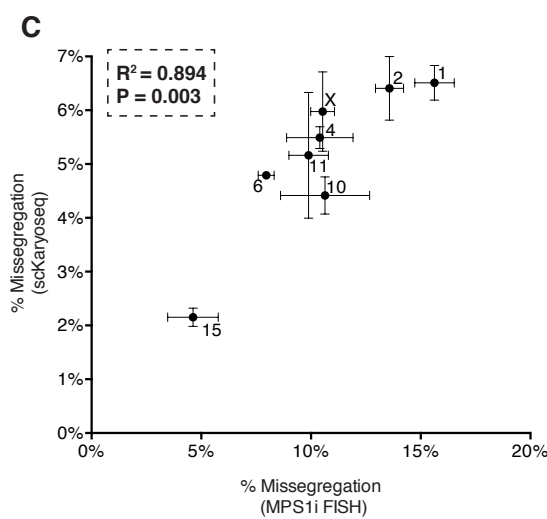 C
R² = 0.894
P = 0.003
7%
6%
5%
4%
3%
2%
1%
0%
% Missegregation
(scKaryoseq)
1
2
X
4
11
6
10
15
0%
5%
10%
15%
20%
% Missegregation
(MPS1i FISH)